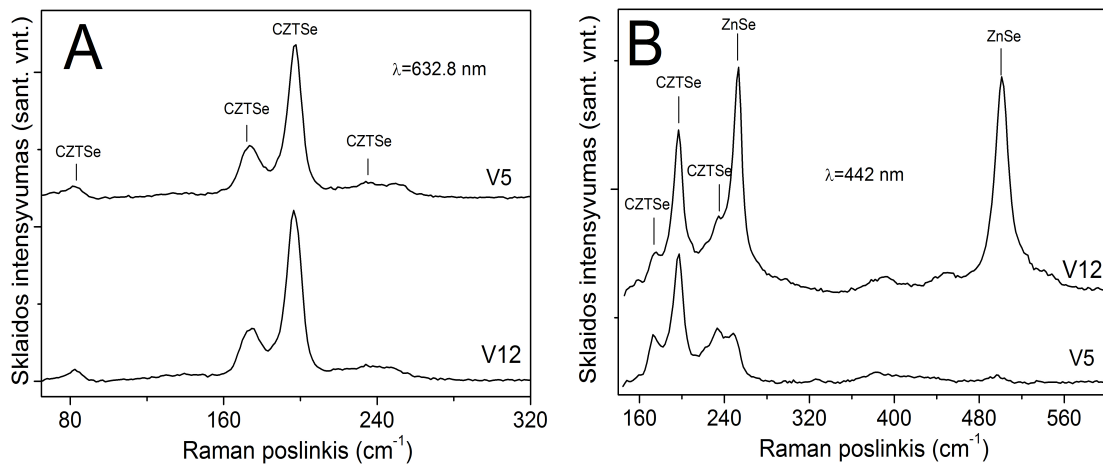 A
CZTSe
λ=632.8 nm
CZTSe
CZTSe
CZTSe
V5
V12
80 160 240 320
Raman poslinkis (cm⁻¹)
Sklaidos intensyvumas (sant. vnt.)
B
ZnSe
ZnSe
CZTSe
CZTSe
λ=442 nm
CZTSe
V12
V5
160 240 320 400 480 560
Raman poslinkis (cm⁻¹)
Sklaidos intensyvumas (sant. vnt.)